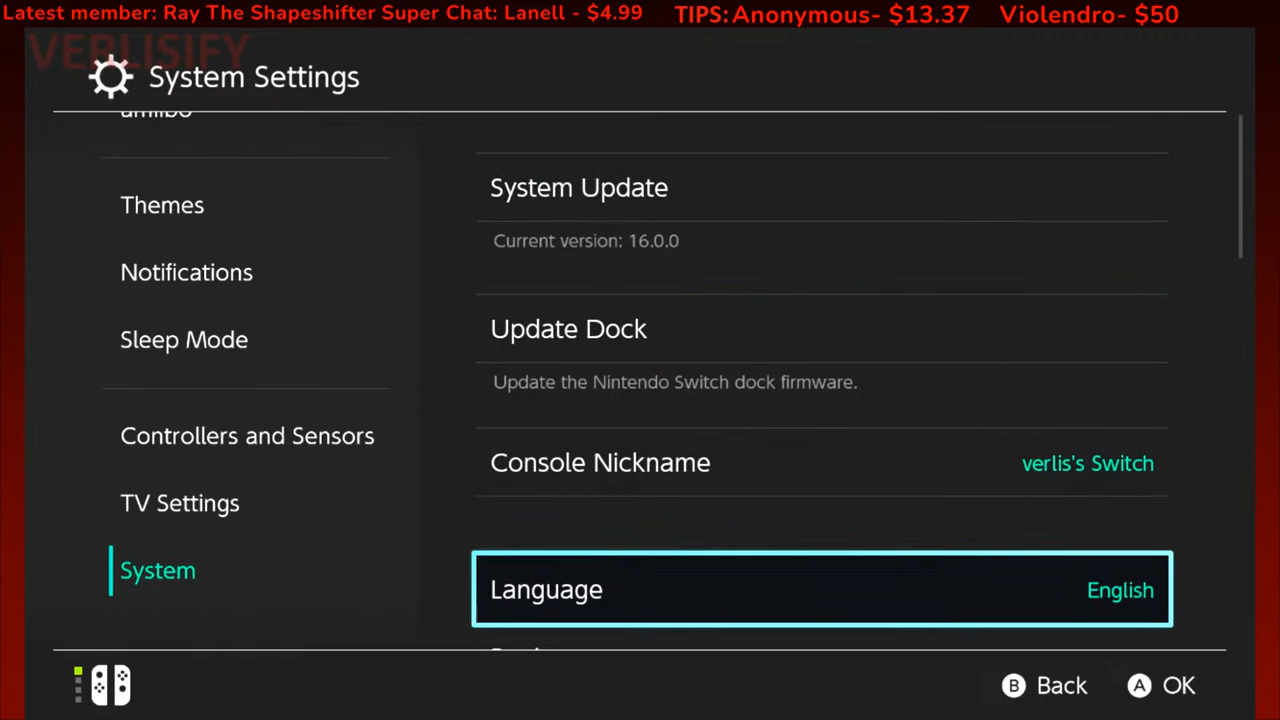 Latest member: Ray The Shapeshifter Super Chat: Lanell - $4.99 TIPS: Anonymous- $13.37 Violendro- $50
VERLISIFY
System Settings
amiibo
Themes
Notifications
Sleep Mode
Controllers and Sensors
TV Settings
System
System Update
Current version: 16.0.0
Update Dock
Update the Nintendo Switch dock firmware.
Console Nickname verlis's Switch
Language English
B Back A OK